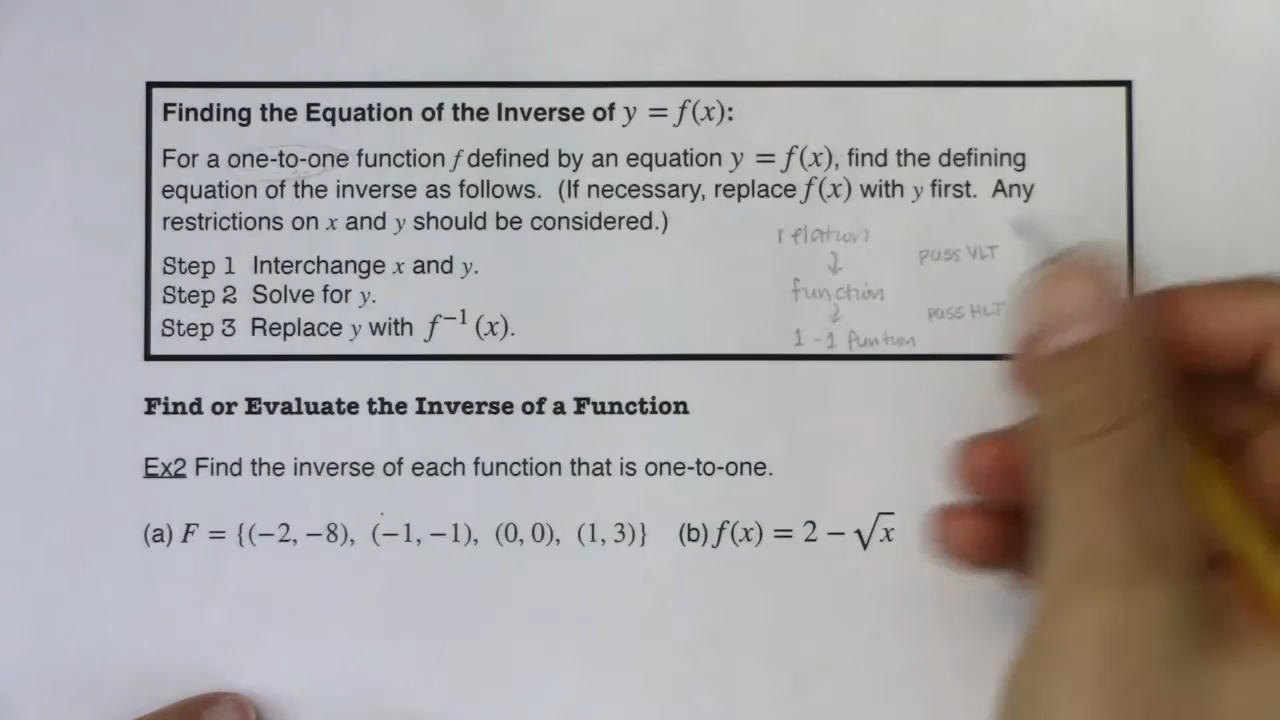 Finding the Equation of the Inverse of y = f(x):
For a one-to-one function f defined by an equation y = f(x), find the defining
equation of the inverse as follows. (If necessary, replace f(x) with y first. Any
restrictions on x and y should be considered.)
relation
pass VLT
Step 1 Interchange x and y.
Step 2 Solve for y.
function
pass HLT
Step 3 Replace y with f⁻¹(x).
1-1 funtion
Find or Evaluate the Inverse of a Function
Ex2 Find the inverse of each function that is one-to-one.
(a) F = {(−2, −8), (−1, −1), (0, 0), (1, 3)} (b) f(x) = 2 − √x